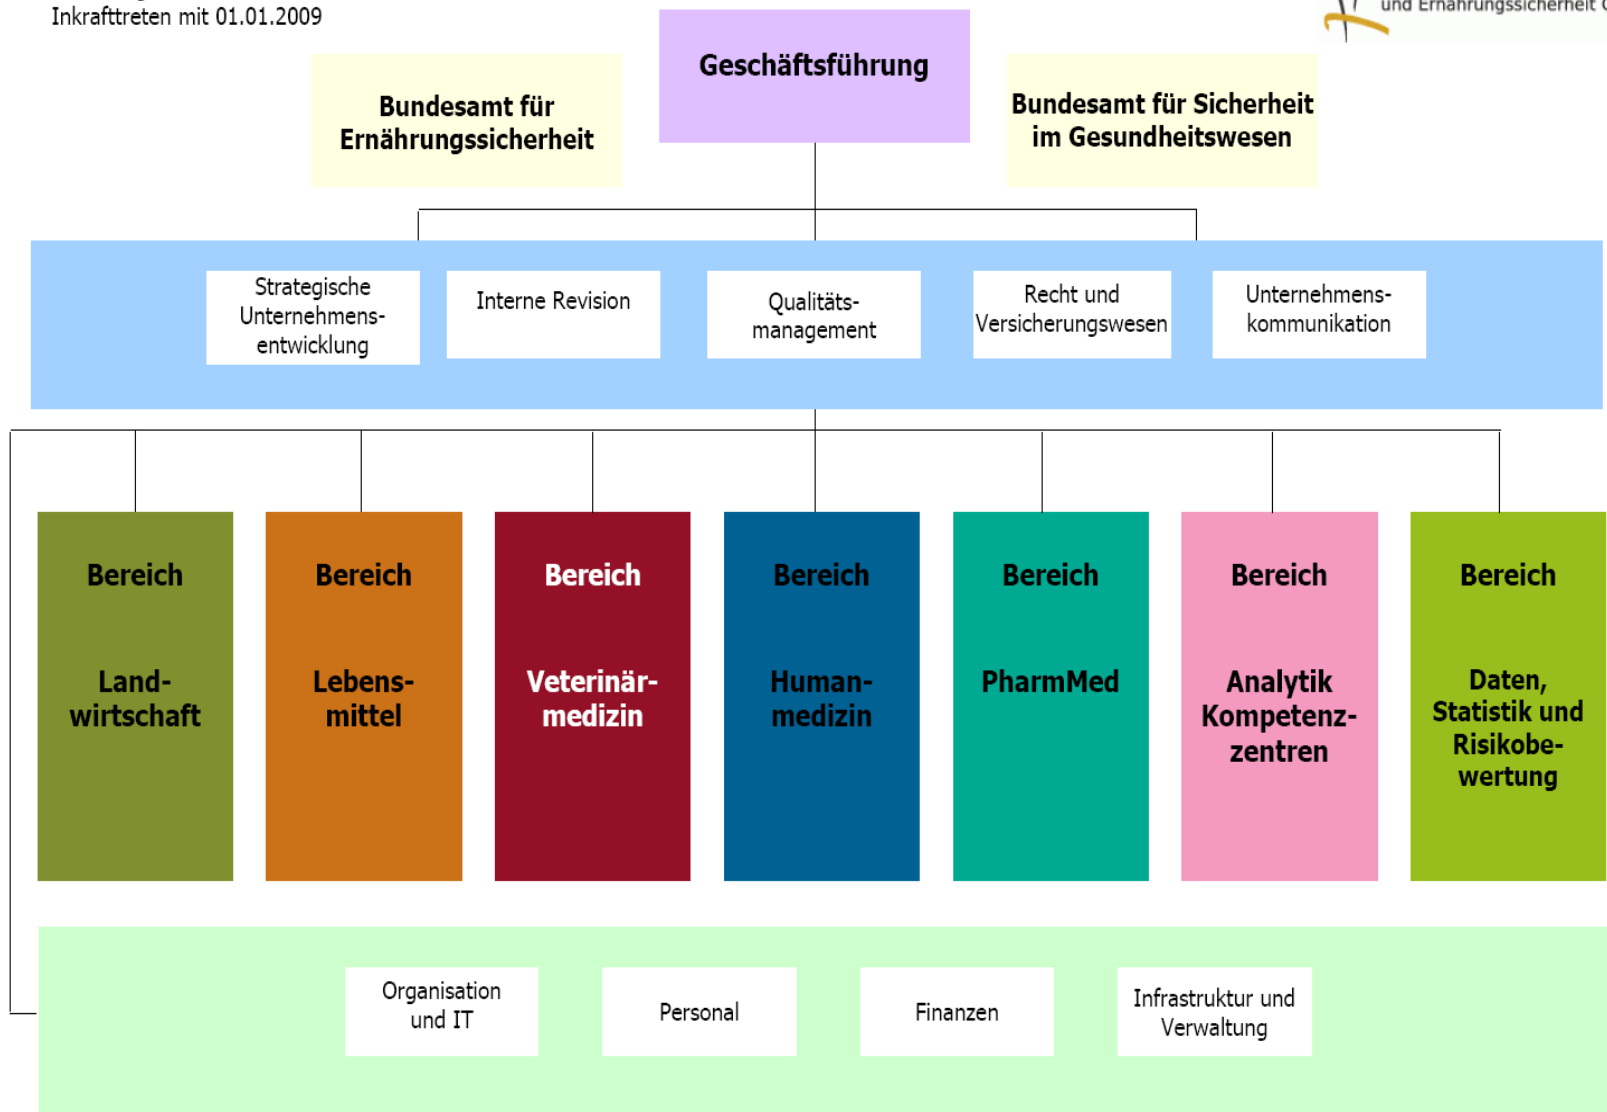 Inkrafttreten mit 01.01.2009
und Ernährungssicherheit
Geschäftsführung
Bundesamt für
Ernährungssicherheit
Bundesamt für Sicherheit
im Gesundheitswesen
Strategische
Unternehmens-
entwicklung
Interne Revision
Qualitäts-
management
Recht und
Versicherungswesen
Unternehmens-
kommunikation
Bereich
Land-
wirtschaft
Bereich
Lebens-
mittel
Bereich
Veterinär-
medizin
Bereich
Human-
medizin
Bereich
PharmMed
Bereich
Analytik
Kompetenz-
zentren
Bereich
Daten,
Statistik und
Risikobe-
wertung
Organisation
und IT
Personal
Finanzen
Infrastruktur und
Verwaltung